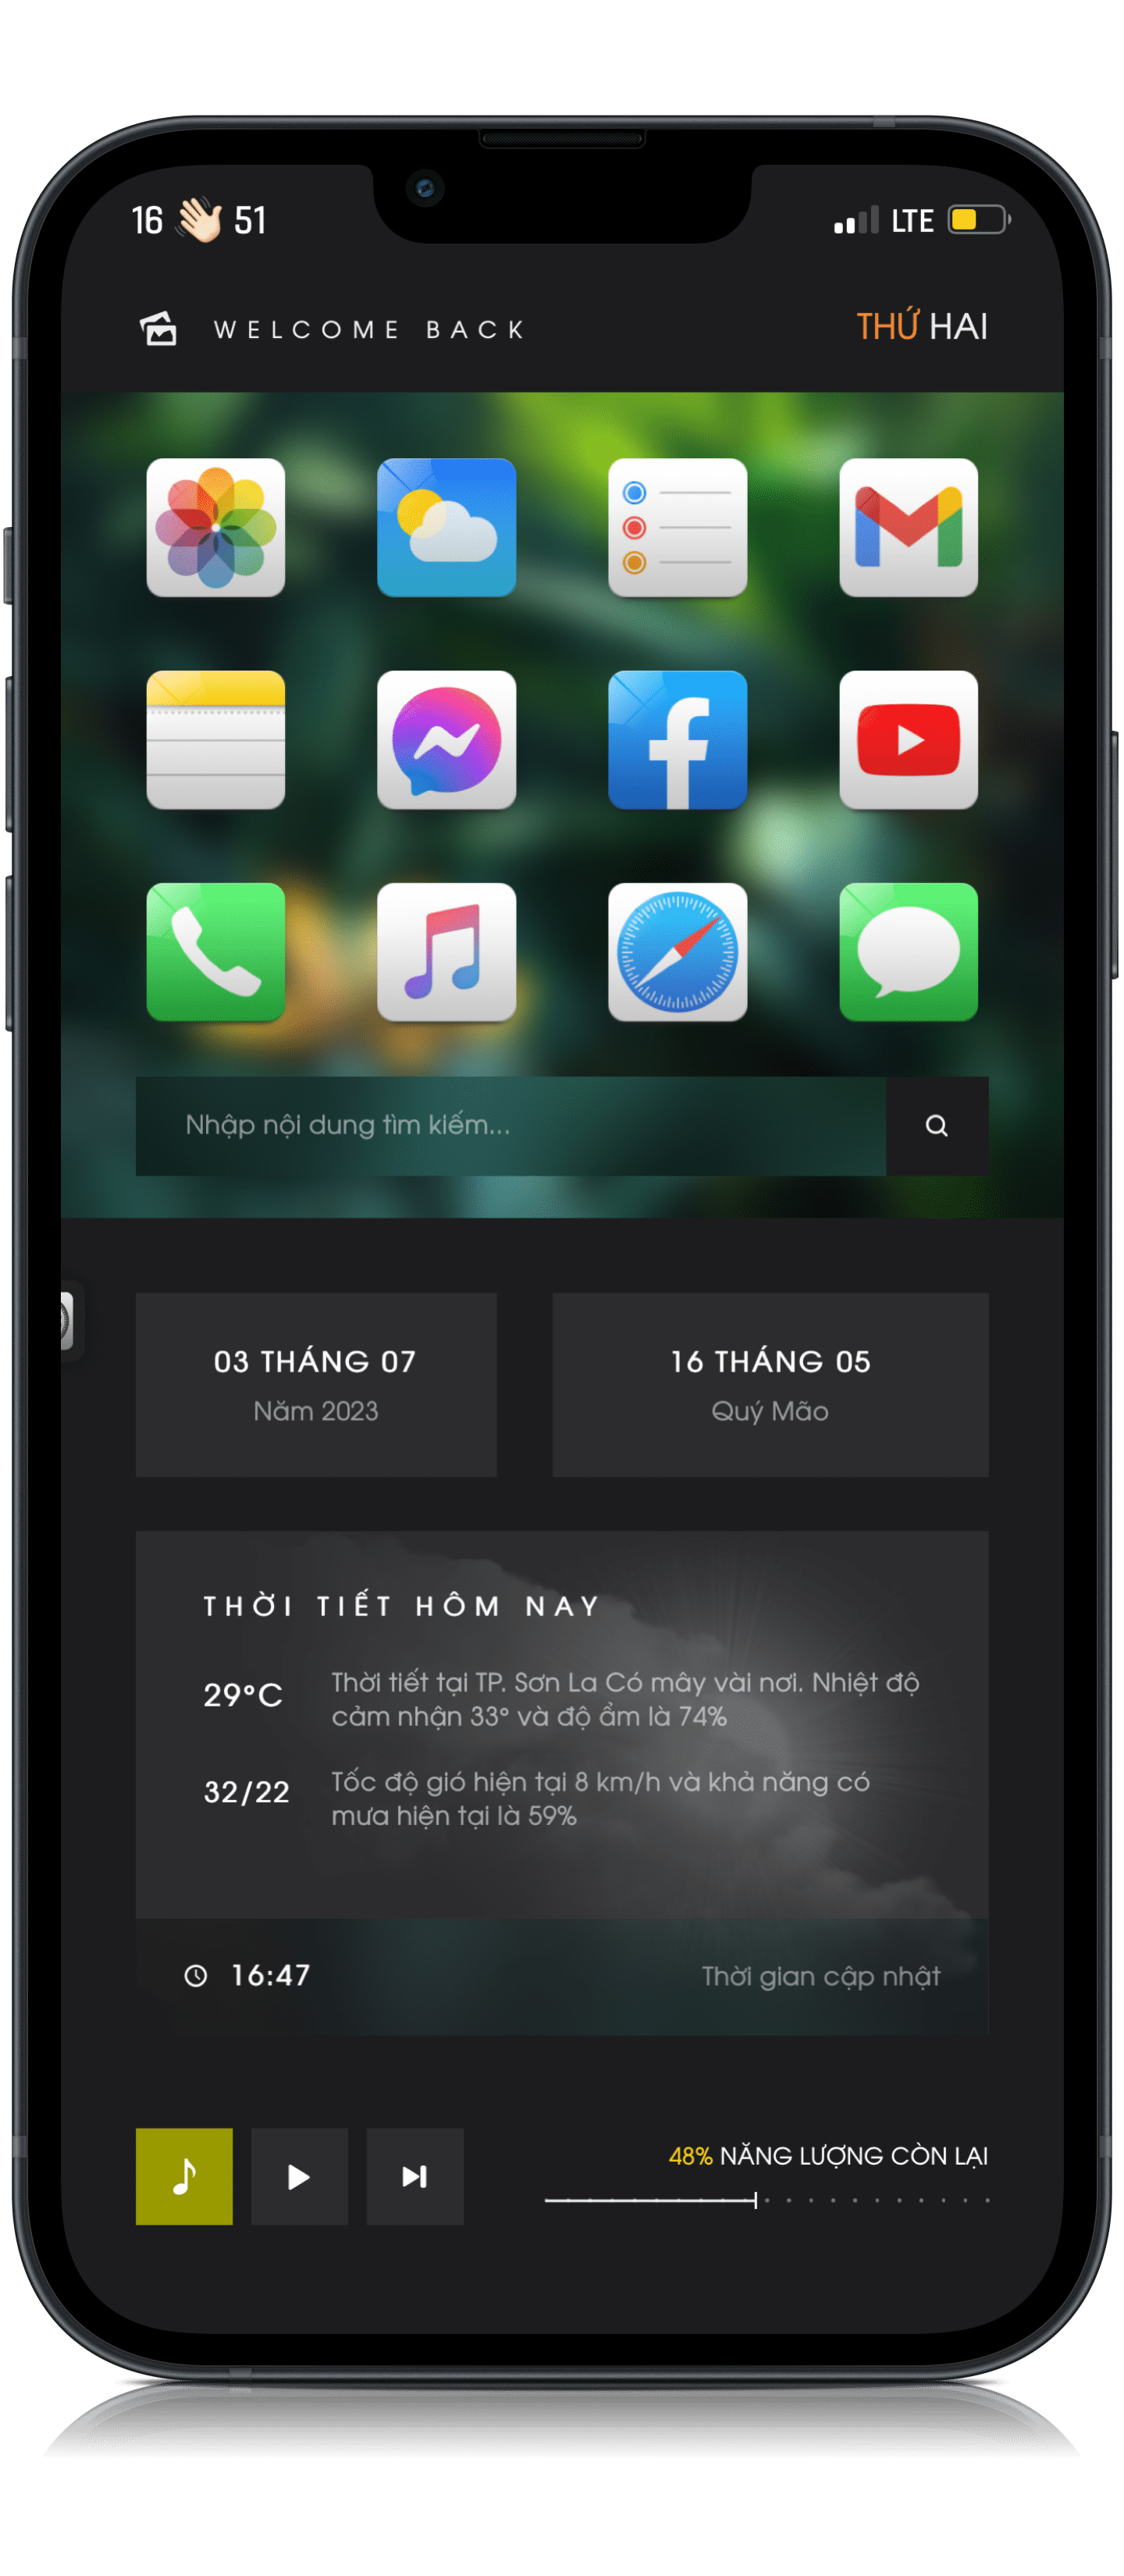 16 👋🏻 51
LTE
WELCOME BACK
THỨ HAI
Nhập nội dung tìm kiếm...
03 THÁNG 07
Năm 2023
16 THÁNG 05
Quý Mão
THỜI TIẾT HÔM NAY
29°C
Thời tiết tại TP. Sơn La Có mây vài nơi. Nhiệt độ
cảm nhận 33° và độ ẩm là 74%
32/22
Tốc độ gió hiện tại 8 km/h và khả năng có
mưa hiện tại là 59%
16:47
Thời gian cập nhật
48% NĂNG LƯỢNG CÒN LẠI